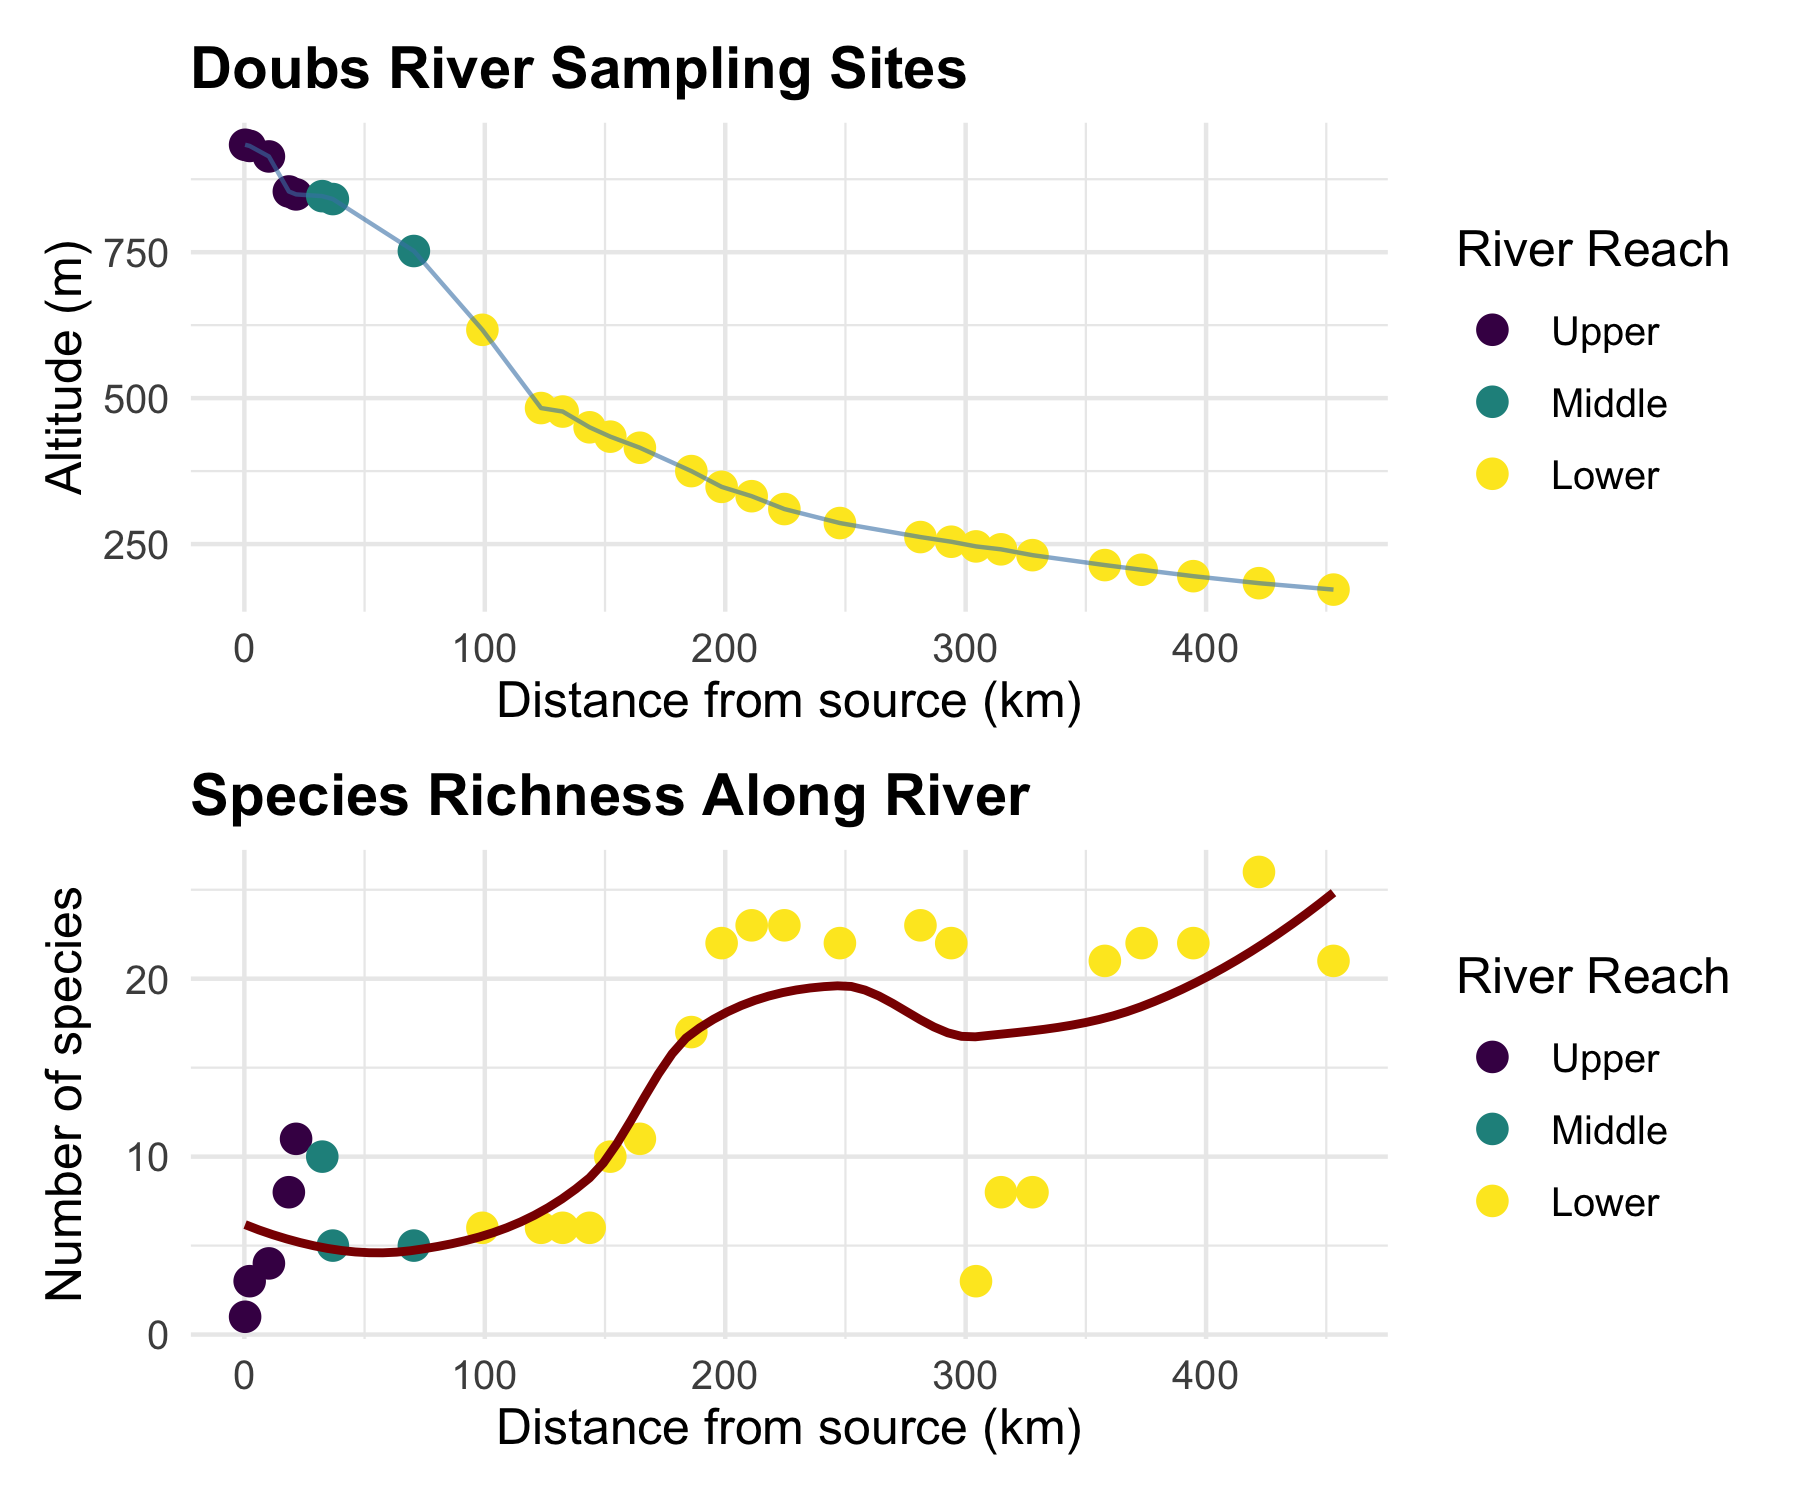 Doubs River Sampling Sites
Altitude (m)
750
500
250
0 100 200 300 400
Distance from source (km)
River Reach
Upper
Middle
Lower
Species Richness Along River
Number of species
20
10
0
0 100 200 300 400
Distance from source (km)
River Reach
Upper
Middle
Lower